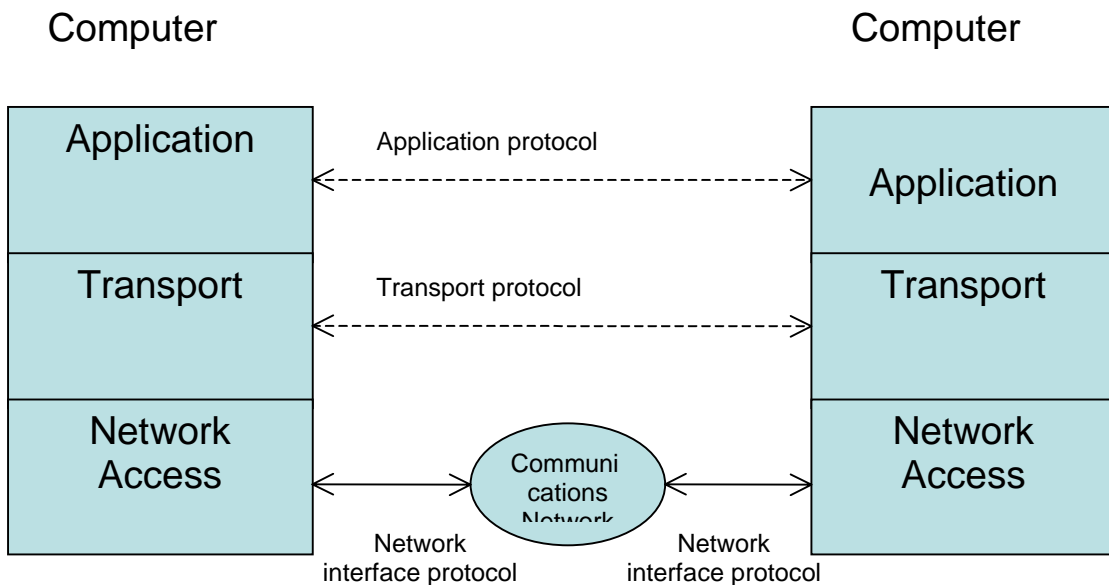 Computer
Computer
Application
Application protocol
Application
Transport
Transport protocol
Transport
Network
Access
Communi
cations
Network
Network
Access
Network
interface protocol
Network
interface protocol